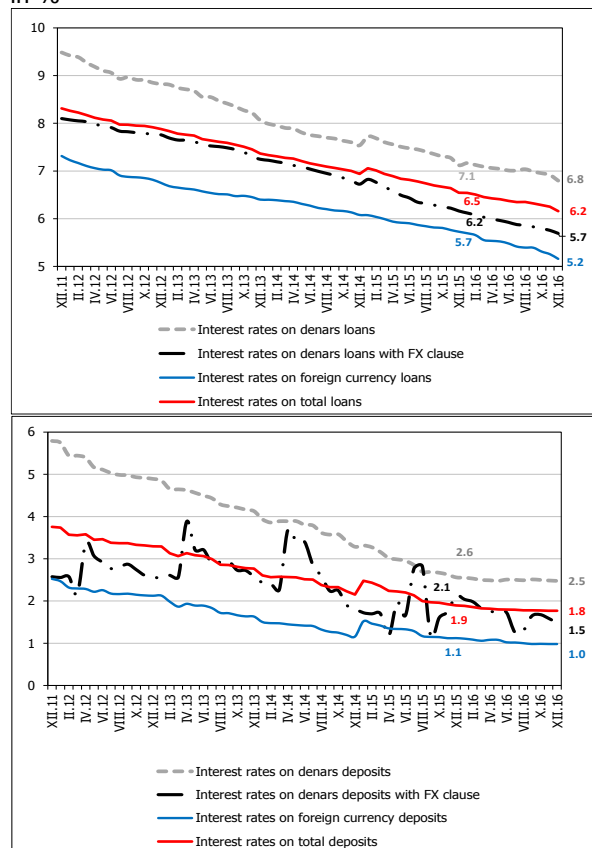 10
9
8
7
6
5
7.1
6.8
6.5
6.2
6.2
5.7
5.7
5.2
XII.11 II.12 IV.12 VI.12 VIII.12 X.12 XII.12 II.13 IV.13 VI.13 VIII.13 X.13 XII.13 II.14 IV.14 VI.14 VIII.14 X.14 XII.14 II.15 IV.15 VI.15 VIII.15 X.15 XII.15 II.16 IV.16 VI.16 VIII.16 X.16 XII.16
Interest rates on denars loans
Interest rates on denars loans with FX clause
Interest rates on foreign currency loans
Interest rates on total loans
6
5
4
3
2
1
0
2.6
2.5
2.1
1.8
1.9
1.5
1.1
1.0
XII.11 II.12 IV.12 VI.12 VIII.12 X.12 XII.12 II.13 IV.13 VI.13 VIII.13 X.13 XII.13 II.14 IV.14 VI.14 VIII.14 X.14 XII.14 II.15 IV.15 VI.15 VIII.15 X.15 XII.15 II.16 IV.16 VI.16 VIII.16 X.16 XII.16
Interest rates on denars deposits
Interest rates on denars deposits with FX clause
Interest rates on foreign currency deposits
Interest rates on total deposits